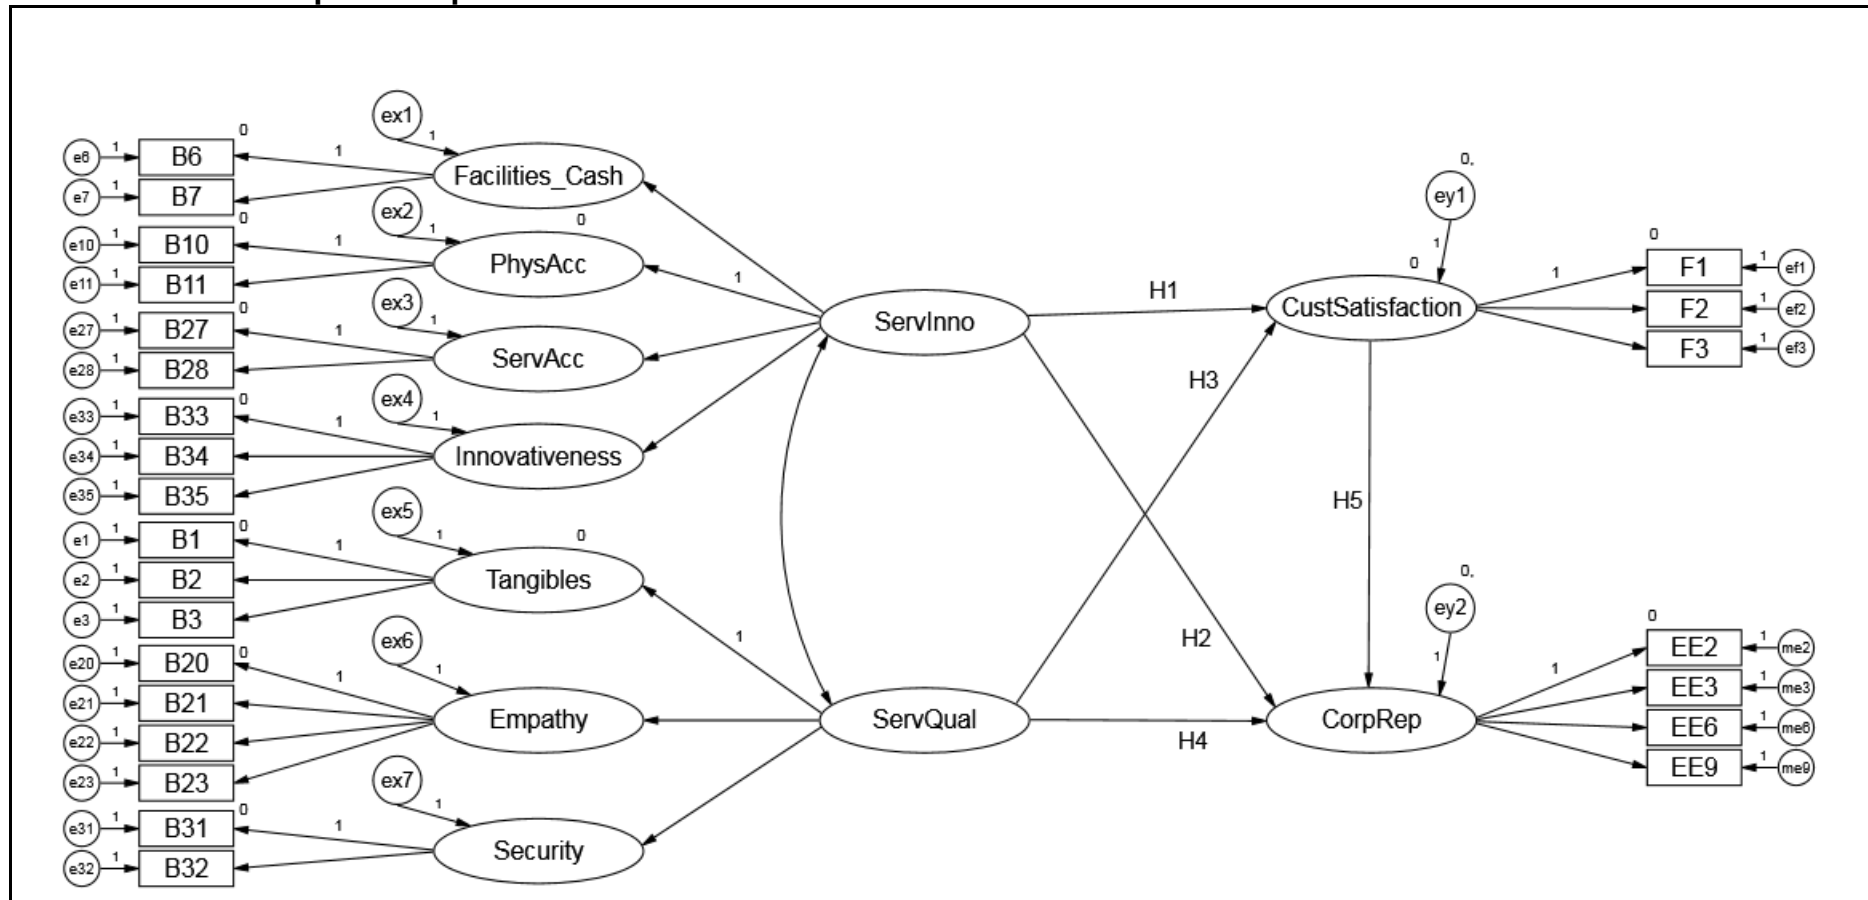 ex1
1
0
e6 1 B6 1
Facilities_Cash
e7 1 B7
ex2
1
0
0
e10 1 B10 1
PhysAcc
e11 1 B11
1
ex3
1
0
e27 1 B27 1
ServAcc
e28 1 B28
ex4
1
0
e33 1 B33 1
e34 1 B34
Innovativeness
e35 1 B35
ex5
1
0
0
e1 1 B1 1
e2 1 B2
Tangibles
e3 1 B3
1
ex6
1
0
e20 1 B20 1
e21 1 B21
Empathy
e22 1 B22
e23 1 B23
ex7
1
0
e31 1 B31 1
Security
e32 1 B32
ServInno
ServQual
H1
H3
H2
H4
H5
0,
ey1
1
0
CustSatisfaction
0
1
F1 1 ef1
F2 1 ef2
F3 1 ef3
0,
ey2
1
CorpRep
0
1
EE2 1 me2
EE3 1 me3
EE6 1 me6
EE9 1 me9